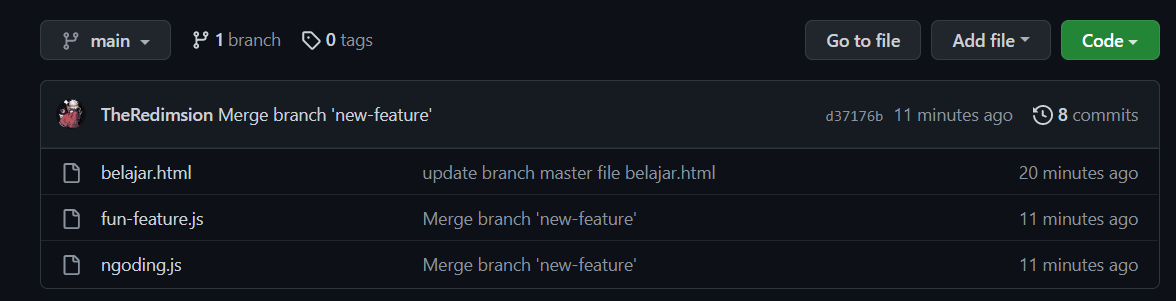 main 1 branch 0 tags Go to file Add file Code
TheRedimsion Merge branch 'new-feature' d37176b 11 minutes ago 8 commits
belajar.html update branch master file belajar.html 20 minutes ago
fun-feature.js Merge branch 'new-feature' 11 minutes ago
ngoding.js Merge branch 'new-feature' 11 minutes ago